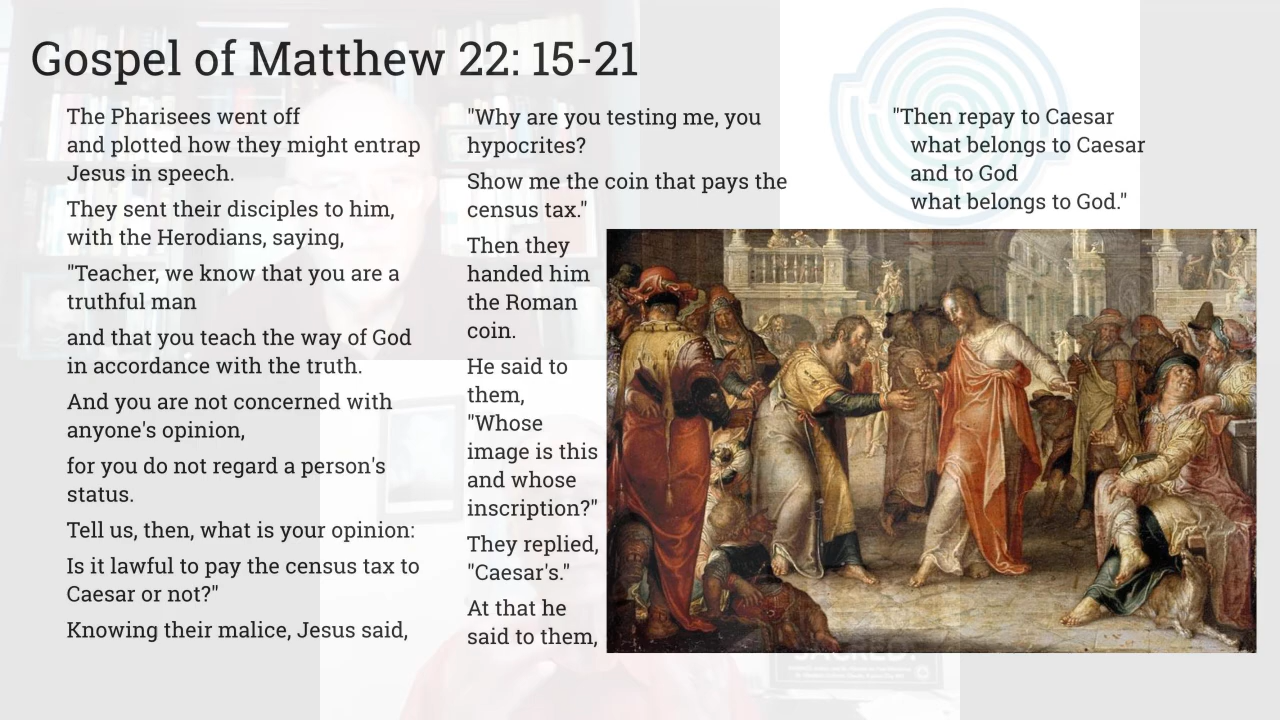 Gospel of Matthew 22: 15-21
The Pharisees went off
and plotted how they might entrap
Jesus in speech.
They sent their disciples to him,
with the Herodians, saying,
"Teacher, we know that you are a
truthful man
and that you teach the way of God
in accordance with the truth.
And you are not concerned with
anyone's opinion,
for you do not regard a person's
status.
Tell us, then, what is your opinion:
Is it lawful to pay the census tax to
Caesar or not?"
Knowing their malice, Jesus said,
"Why are you testing me, you
hypocrites?
Show me the coin that pays the
census tax."
Then they
handed him
the Roman
coin.
He said to
them,
"Whose
image is this
and whose
inscription?"
They replied,
"Caesar's."
At that he
said to them,
"Then repay to Caesar
what belongs to Caesar
and to God
what belongs to God."
SACRED!